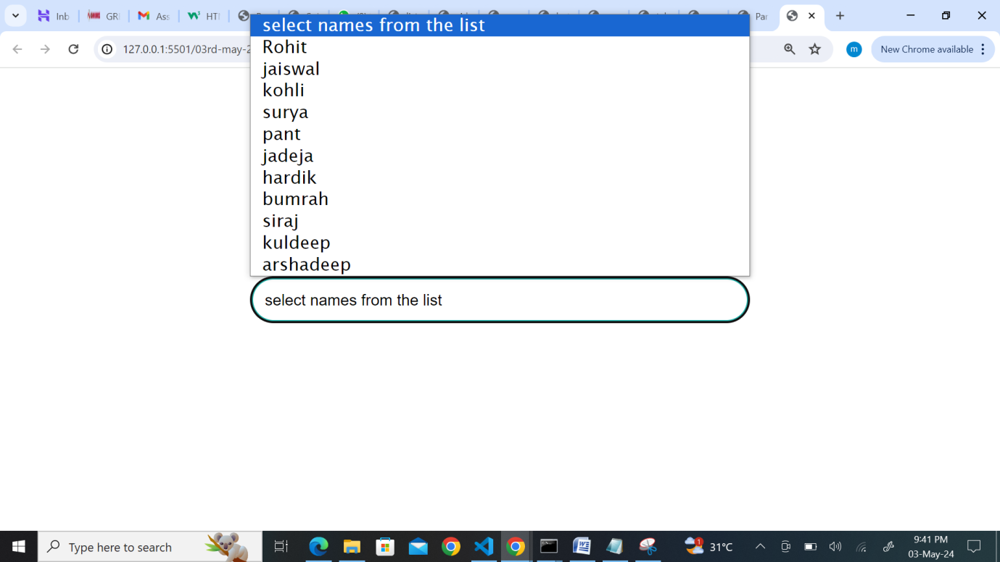 Inb
GR
Ass
HTI
Par
127.0.0.1:5501/03rd-may-2
m
New Chrome available
select names from the list
Rohit
jaiswal
kohli
surya
pant
jadeja
hardik
bumrah
siraj
kuldeep
arshadeep
select names from the list
Type here to search
1
31°C
9:41 PM
03-May-24